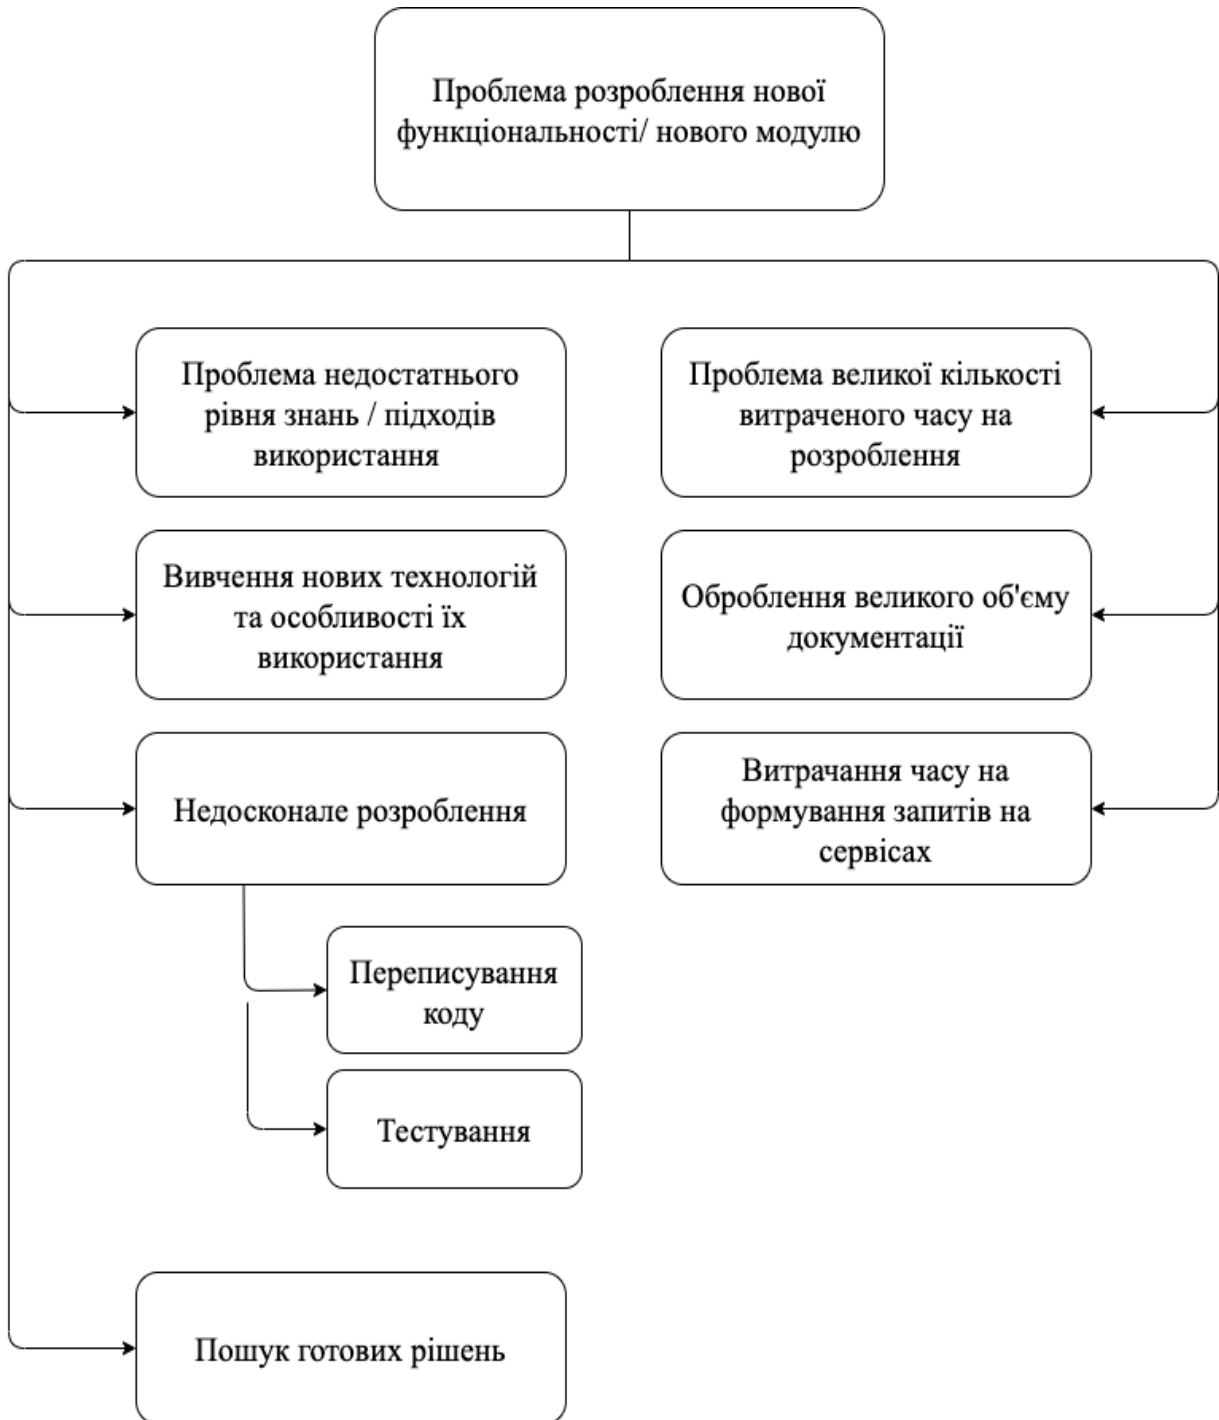 Проблема розроблення нової
функціональності/ нового модулю
Проблема недостатнього
рівня знань / підходів
використання
Проблема великої кількості
витраченого часу на
розроблення
Вивчення нових технологій
та особливості їх
використання
Оброблення великого об'єму
документації
Недосконале розроблення
Витрачання часу на
формування запитів на
сервісах
Переписування
коду
Тестування
Пошук готових рішень